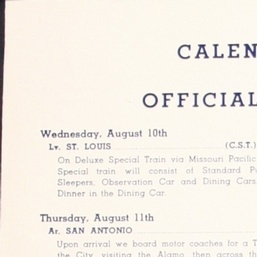 CALEN
OFFICIAL
Wednesday, August 10th
Lv. ST. LOUIS (C.S.T.)
On Deluxe Special Train via Missouri Pacific
Special train will consist of Standard P
Sleepers, Observation Car and Dining Cars
Dinner in the Dining Car.
Thursday, August 11th
Ar. SAN ANTONIO
Upon arrival we board motor coaches for a T
the City, visiting the Alamo, then across th